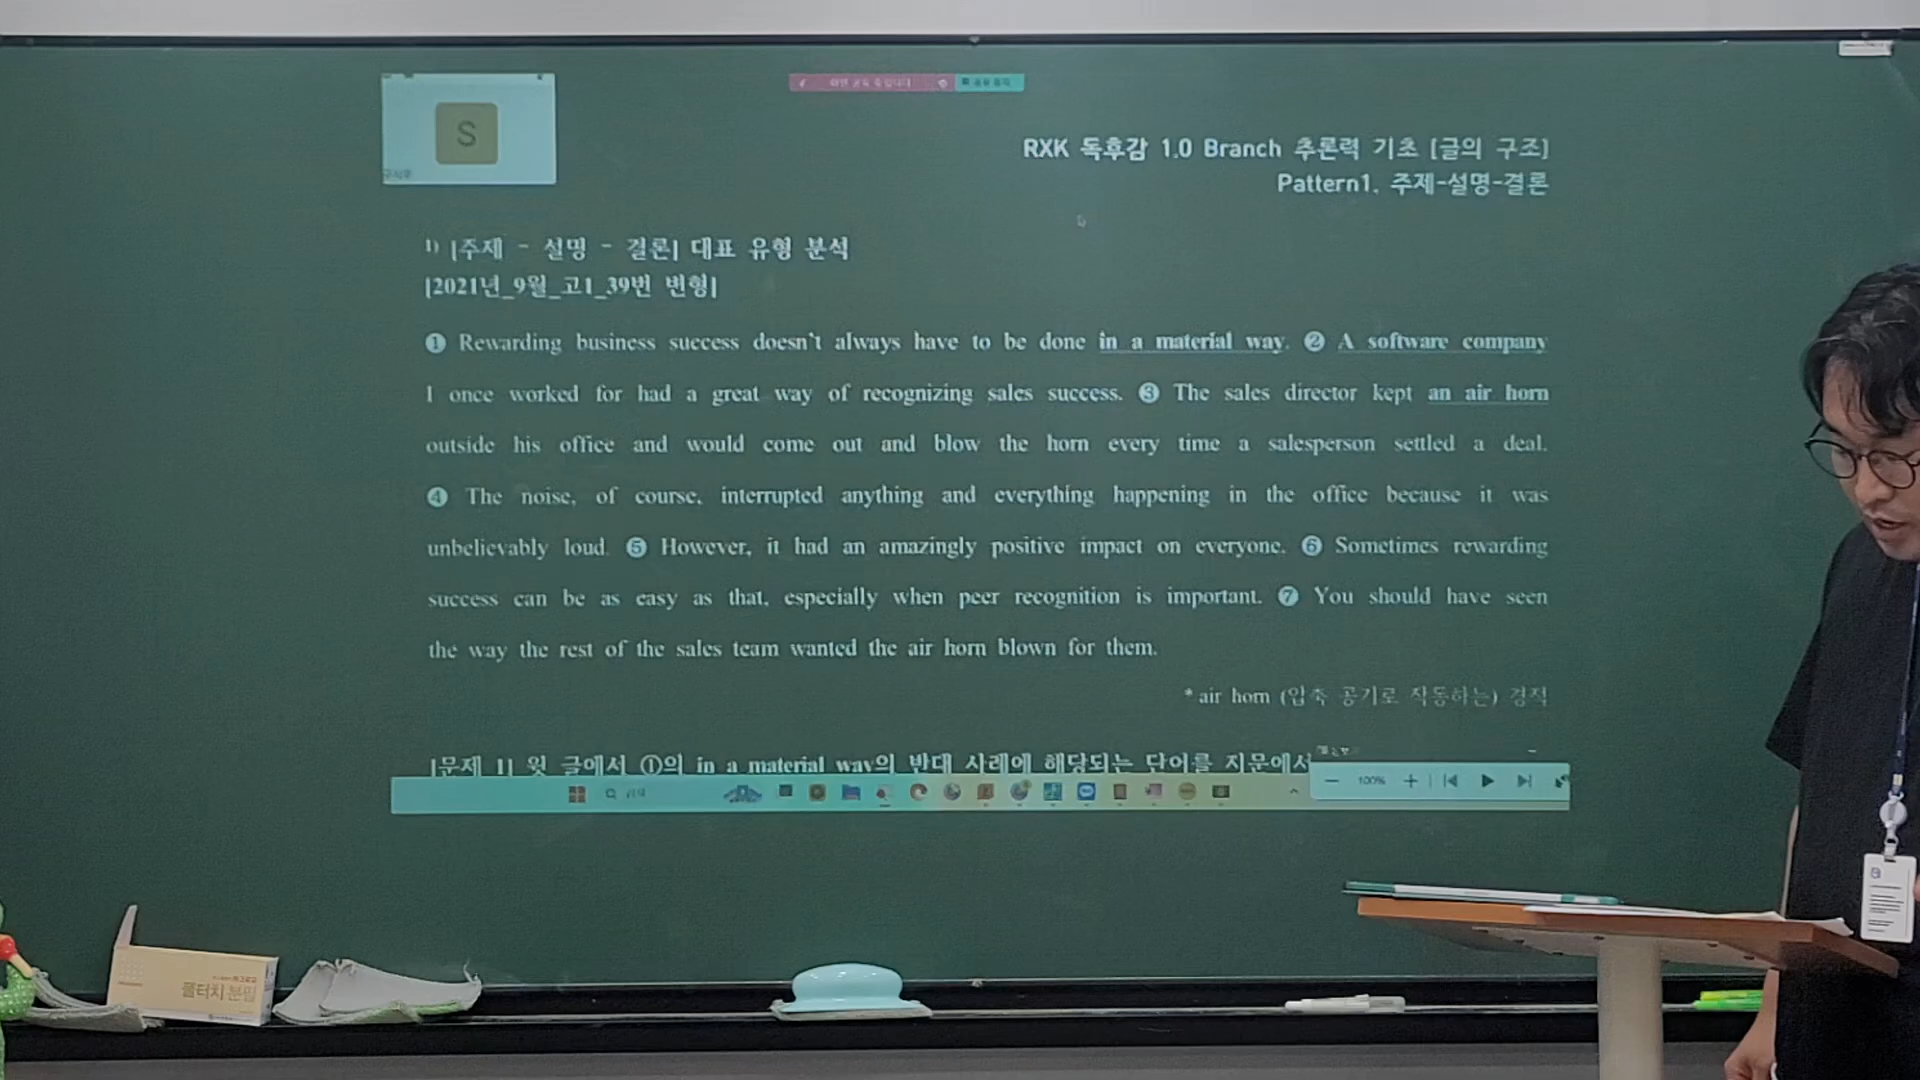 S
RXK 독후감 1.0 Branch 추론력 기초 [글의 구조]
Pattern1. 주제-설명-결론
1) [주제 - 설명 - 결론] 대표 유형 분석
[2021년_9월_고1_39번 변형]
❶ Rewarding business success doesn't always have to be done in a material way. ❷ A software company
I once worked for had a great way of recognizing sales success. ❸ The sales director kept an air horn
outside his office and would come out and blow the horn every time a salesperson settled a deal.
❹ The noise, of course, interrupted anything and everything happening in the office because it was
unbelievably loud. ❺ However, it had an amazingly positive impact on everyone. ❻ Sometimes rewarding
success can be as easy as that, especially when peer recognition is important. ❼ You should have seen
the way the rest of the sales team wanted the air horn blown for them.
* air horn (압축 공기로 작동하는) 경적
[문제 1] 윗 글에서 ①의 in a material way의 반대 사례에 해당되는 단어를 지문에서
검색
100%
풀터치 분필